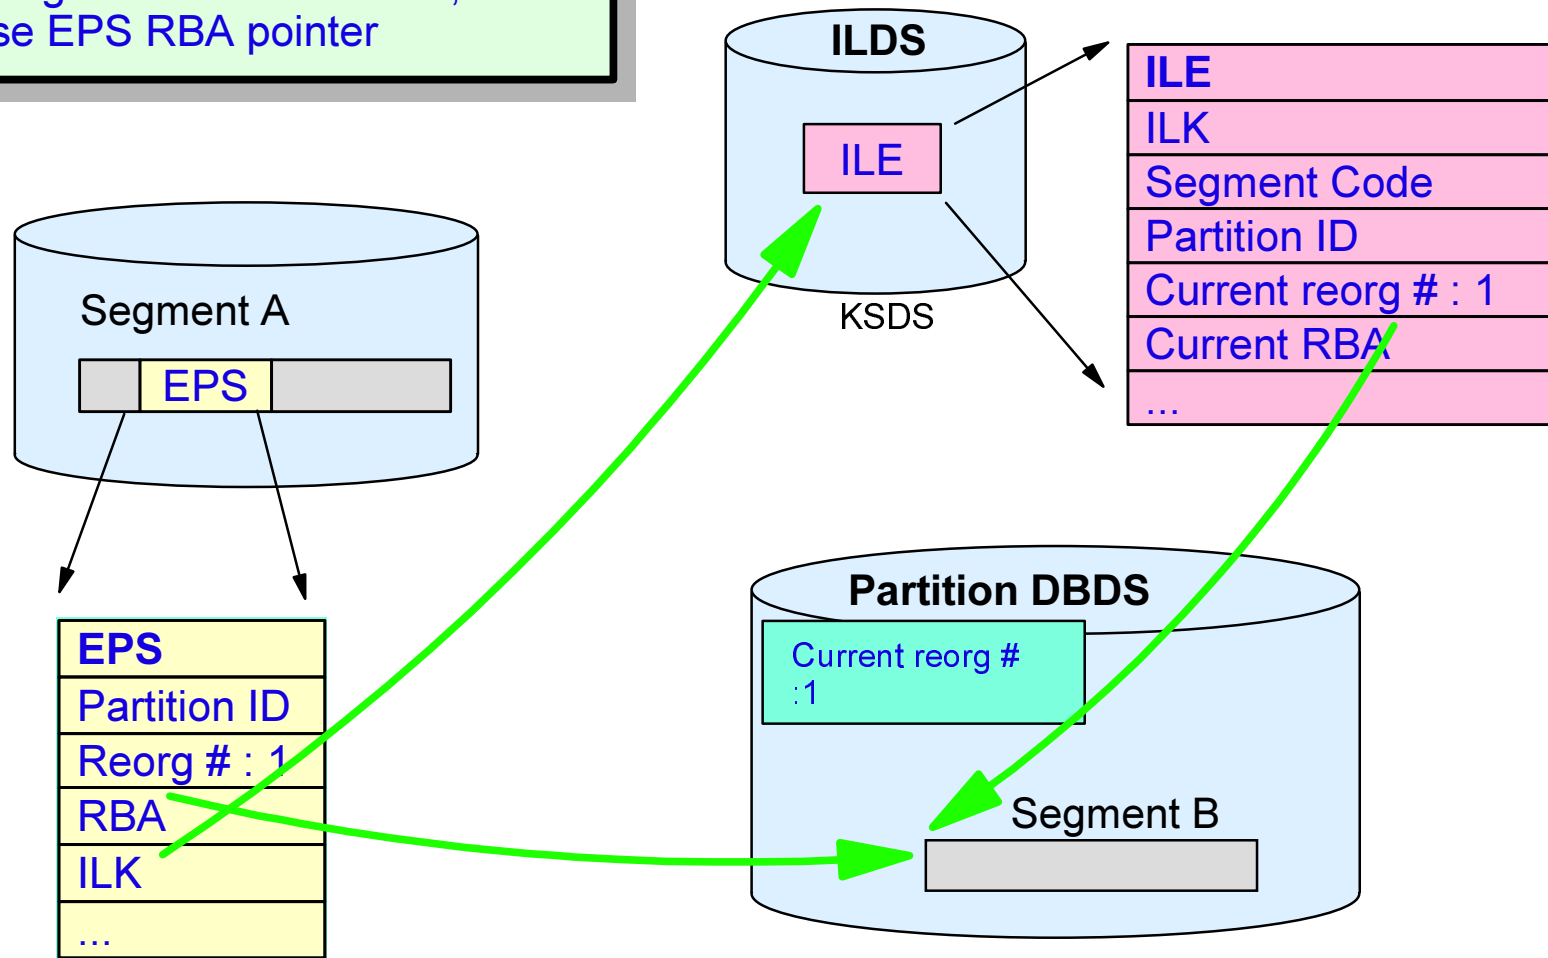 se EPS RBA pointer
ILDS
ILE
KSDS
ILE
ILK
Segment Code
Partition ID
Current reorg # : 1
Current RBA
...
Segment A
EPS
EPS
Partition ID
Reorg # : 1
RBA
ILK
...
Partition DBDS
Current reorg #
:1
Segment B